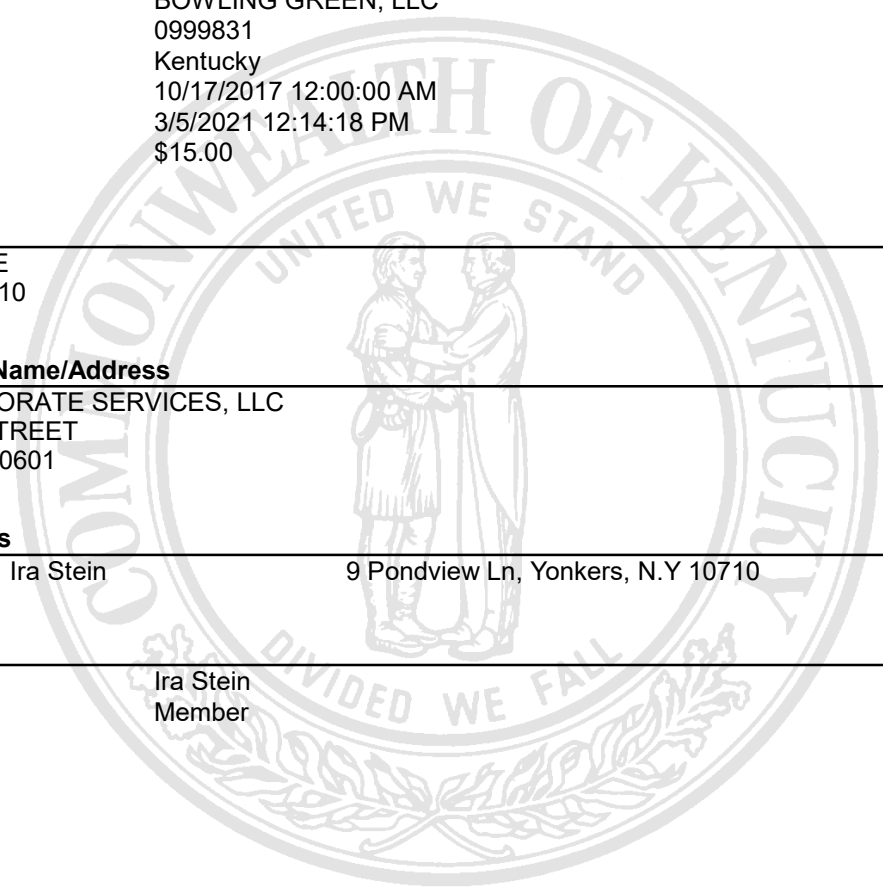 BOWLING GREEN, LLC
0999831
Kentucky
10/17/2017 12:00:00 AM
3/5/2021 12:14:18 PM
$15.00
E
10
Name/Address
ORATE SERVICES, LLC
TREET
0601
s
Ira Stein 9 Pondview Ln, Yonkers, N.Y 10710
Ira Stein
Member
COMMONWEALTH OF KENTUCKY
UNITED WE STAND
DIVIDED WE FALL